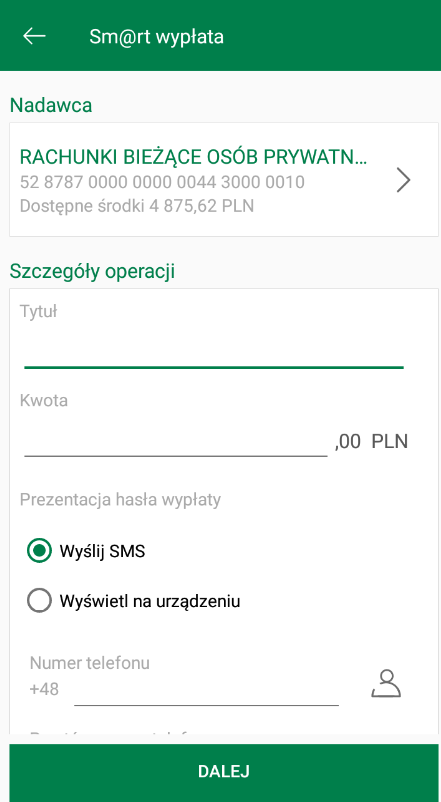 Sm@rt wypłata
Nadawca
RACHUNKI BIEŻĄCE OSÓB PRYWATN...
52 8787 0000 0000 0044 3000 0010
Dostępne środki 4 875,62 PLN
Szczegóły operacji
Tytuł
Kwota
,00 PLN
Prezentacja hasła wypłaty
Wyślij SMS
Wyświetl na urządzeniu
Numer telefonu
+48
DALEJ